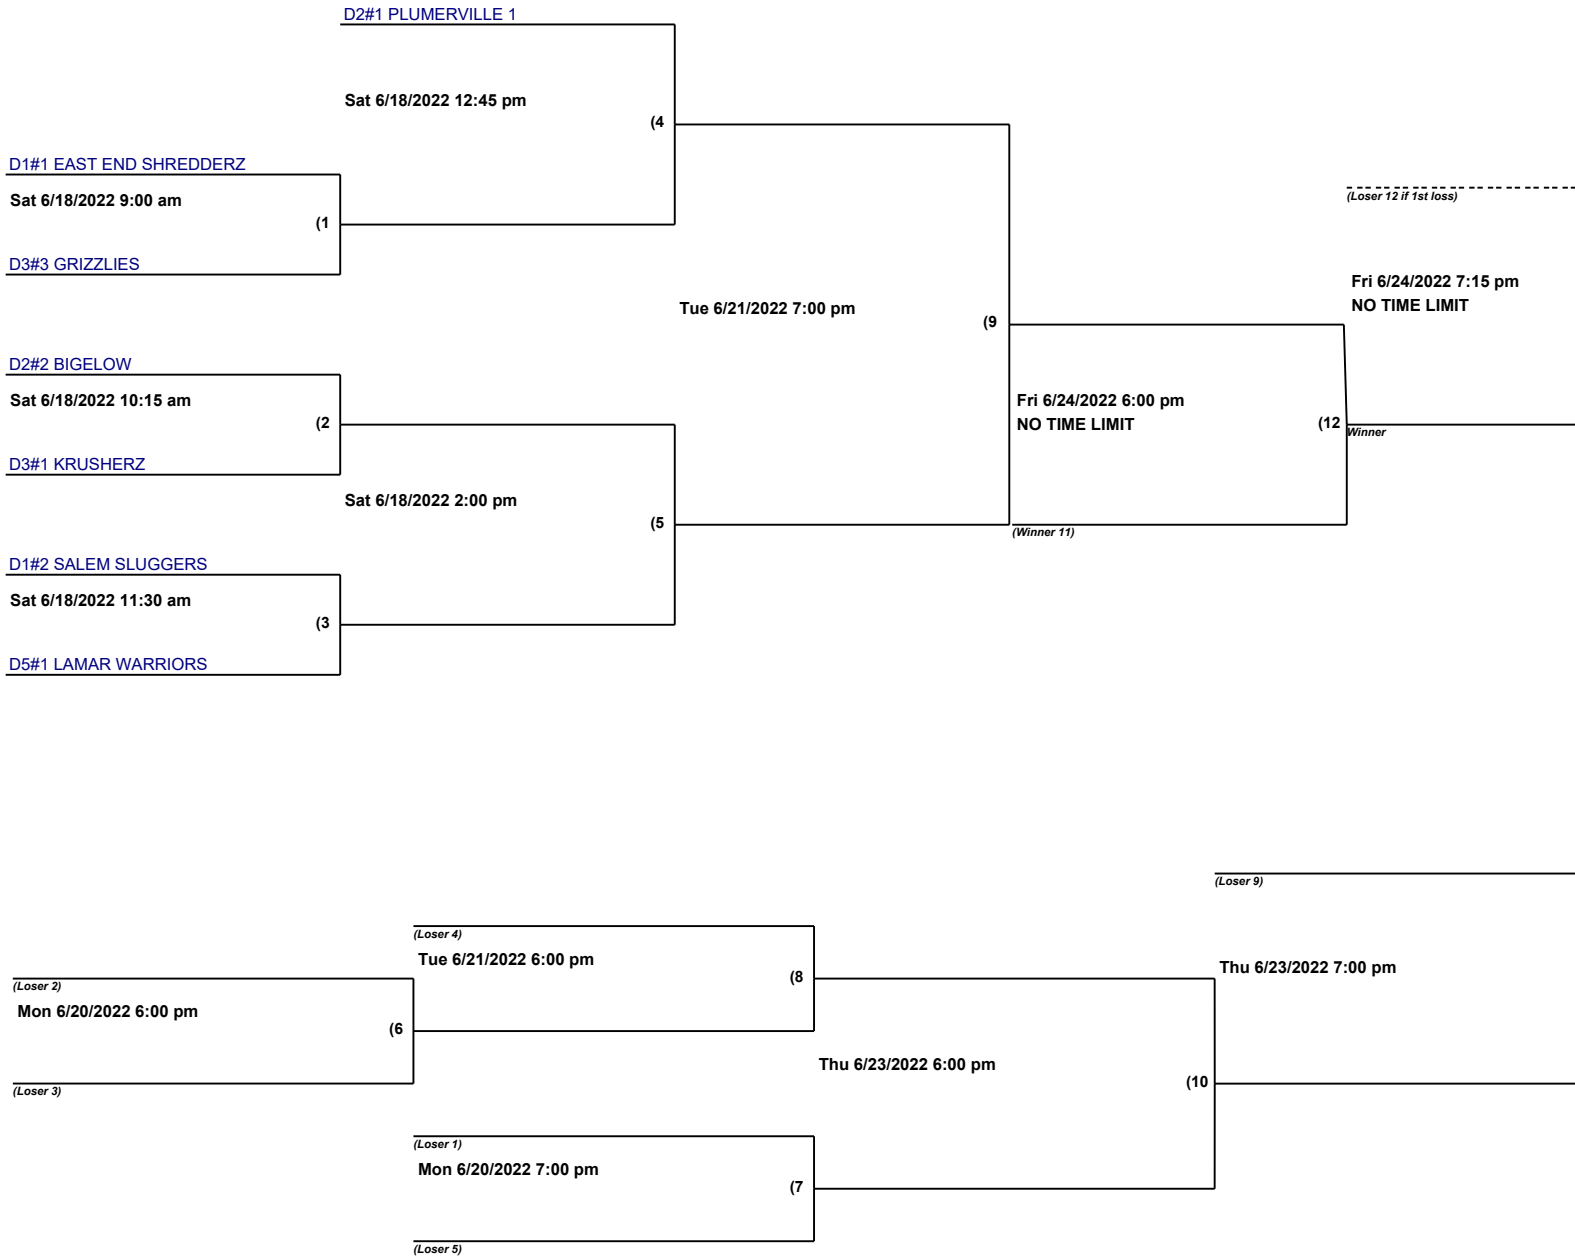 D2#1 PLUMERVILLE 1
Sat 6/18/2022 12:45 pm
(4
D1#1 EAST END SHREDDERZ
Sat 6/18/2022 9:00 am
(1
D3#3 GRIZZLIES
(Loser 12 if 1st loss)
Fri 6/24/2022 7:15 pm
NO TIME LIMIT
Tue 6/21/2022 7:00 pm
(9
D2#2 BIGELOW
Sat 6/18/2022 10:15 am
(2
D3#1 KRUSHERZ
Fri 6/24/2022 6:00 pm
NO TIME LIMIT
(12
Winner
Sat 6/18/2022 2:00 pm
(5
(Winner 11)
D1#2 SALEM SLUGGERS
Sat 6/18/2022 11:30 am
(3
D5#1 LAMAR WARRIORS
(Loser 9)
(Loser 4)
Tue 6/21/2022 6:00 pm
(8
Thu 6/23/2022 7:00 pm
(Loser 2)
Mon 6/20/2022 6:00 pm
(6
Thu 6/23/2022 6:00 pm
(10
(Loser 3)
(Loser 1)
Mon 6/20/2022 7:00 pm
(7
(Loser 5)